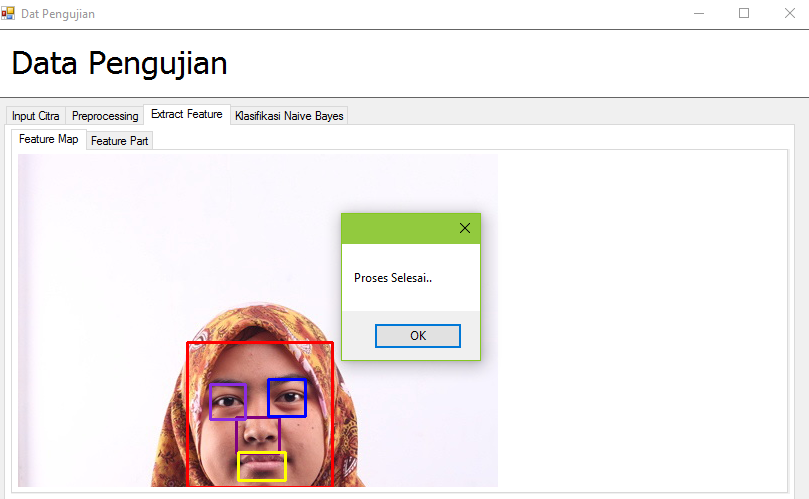 Dat Pengujian
Data Pengujian
Input Citra Preprocessing Extract Feature Klasifikasi Naive Bayes
Feature Map Feature Part
Proses Selesai..
OK